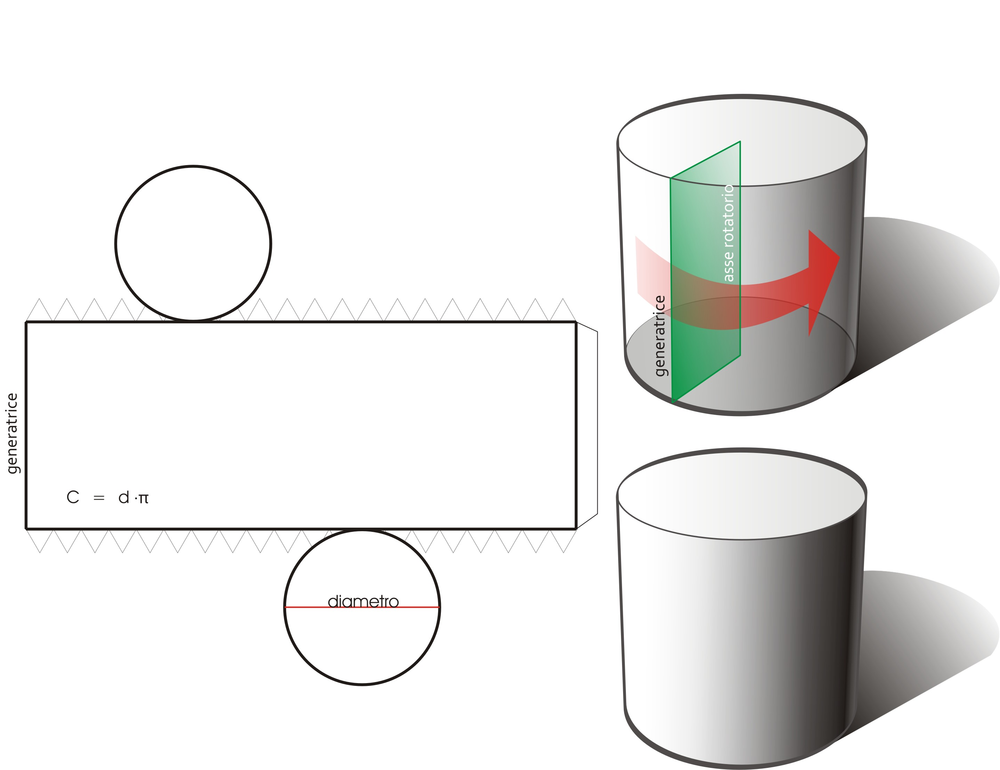 generatrice
C = d·π
diametro
asse rotatorio
generatrice